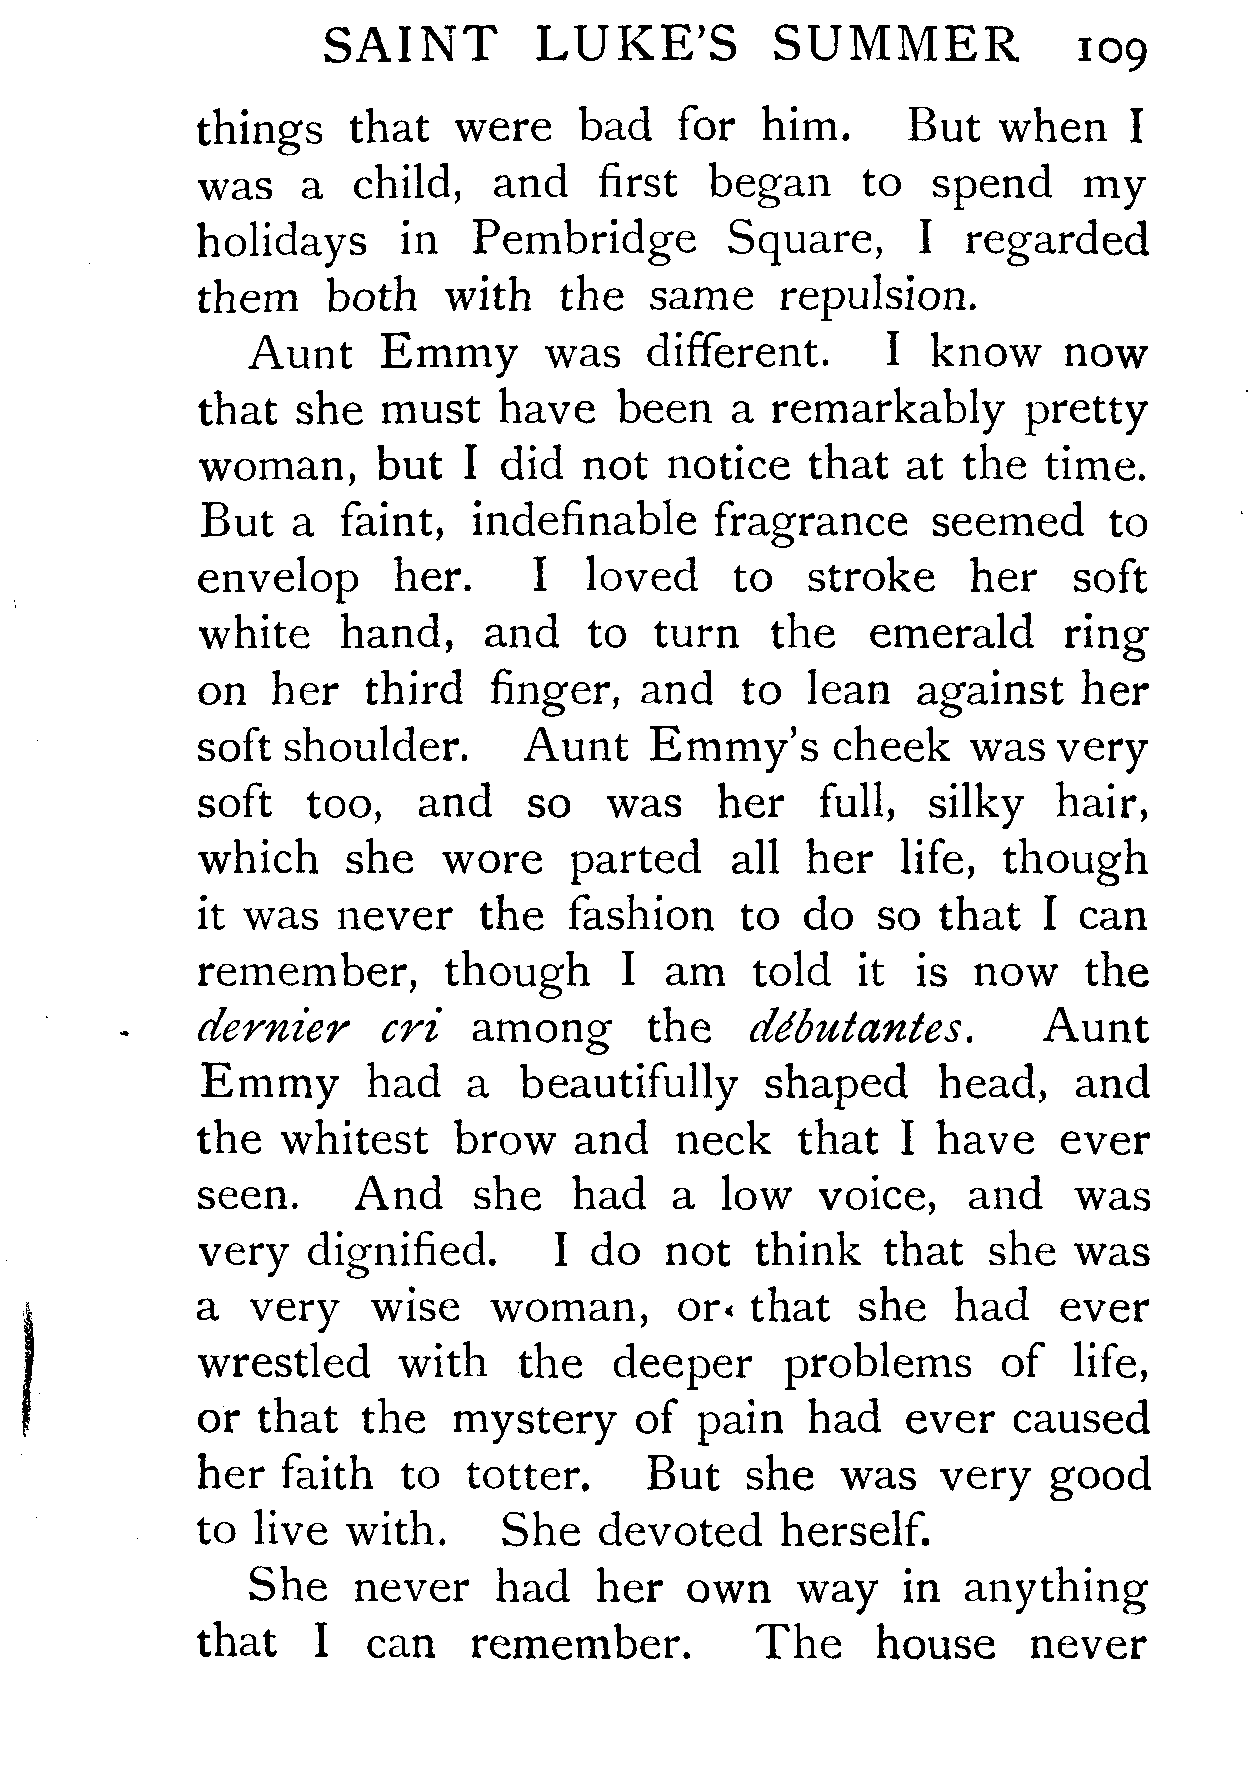 SAINT LUKE'S SUMMER 109
things that were bad for him. But when I
was a child, and first began to spend my
holidays in Pembridge Square, I regarded
them both with the same repulsion.
Aunt Emmy was different. I know now
that she must have been a remarkably pretty
woman, but I did not notice that at the time.
But a faint, indefinable fragrance seemed to
envelop her. I loved to stroke her soft
white hand, and to turn the emerald ring
on her third finger, and to lean against her
soft shoulder. Aunt Emmy's cheek was very
soft too, and so was her full, silky hair,
which she wore parted all her life, though
it was never the fashion to do so that I can
remember, though I am told it is now the
dernier cri among the débutantes. Aunt
Emmy had a beautifully shaped head, and
the whitest brow and neck that I have ever
seen. And she had a low voice, and was
very dignified. I do not think that she was
a very wise woman, or that she had ever
wrestled with the deeper problems of life,
or that the mystery of pain had ever caused
her faith to totter. But she was very good
to live with. She devoted herself.
She never had her own way in anything
that I can remember. The house never